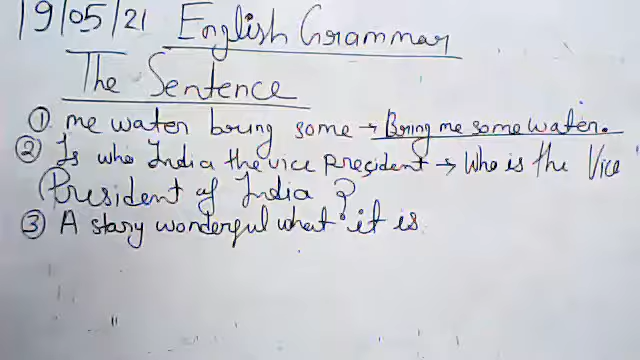 19/05/21 English Grammar
The Sentence
① me water bring some → Bring me some water.
② Is who India the vice president → Who is the Vice
President of India ?
③ A story wonderful what it is